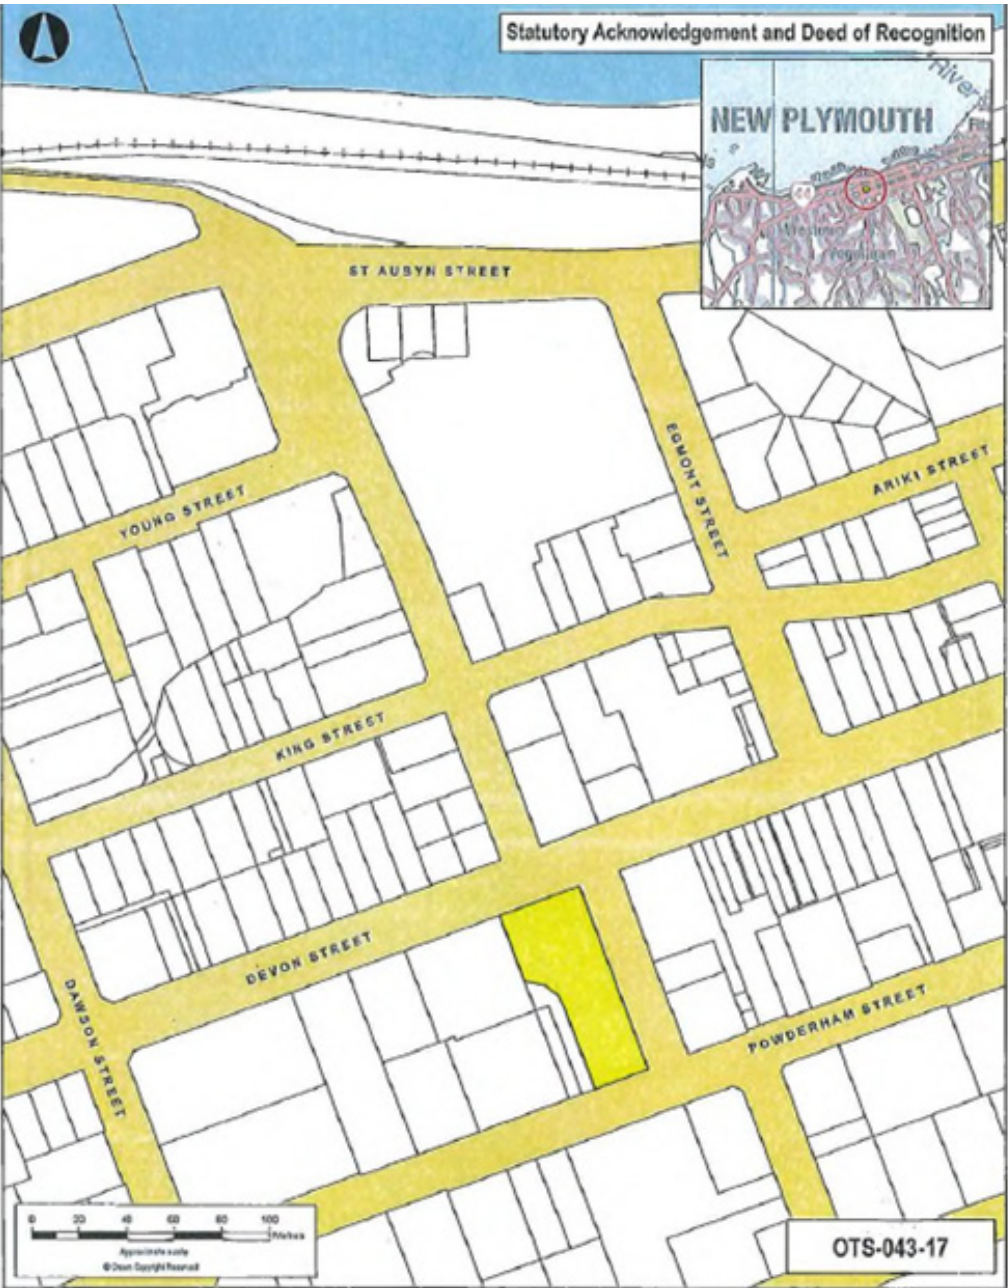 Statutory Acknowledgement and Deed of Recognition
River
NEW PLYMOUTH
44
ST AUBYN STREET
EGMONT STREET
ARIKI STREET
YOUNG STREET
KING STREET
DEVON STREET
DAWSON STREET
POWDERHAM STREET
0 20 40 60 80 100
Metres
Approximate scale
© Crown Copyright Reserved
OTS-043-17